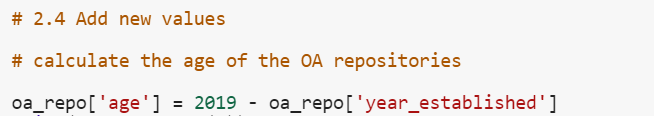 # 2.4 Add new values
# calculate the age of the OA repositories
oa_repo['age'] = 2019 - oa_repo['year_established']